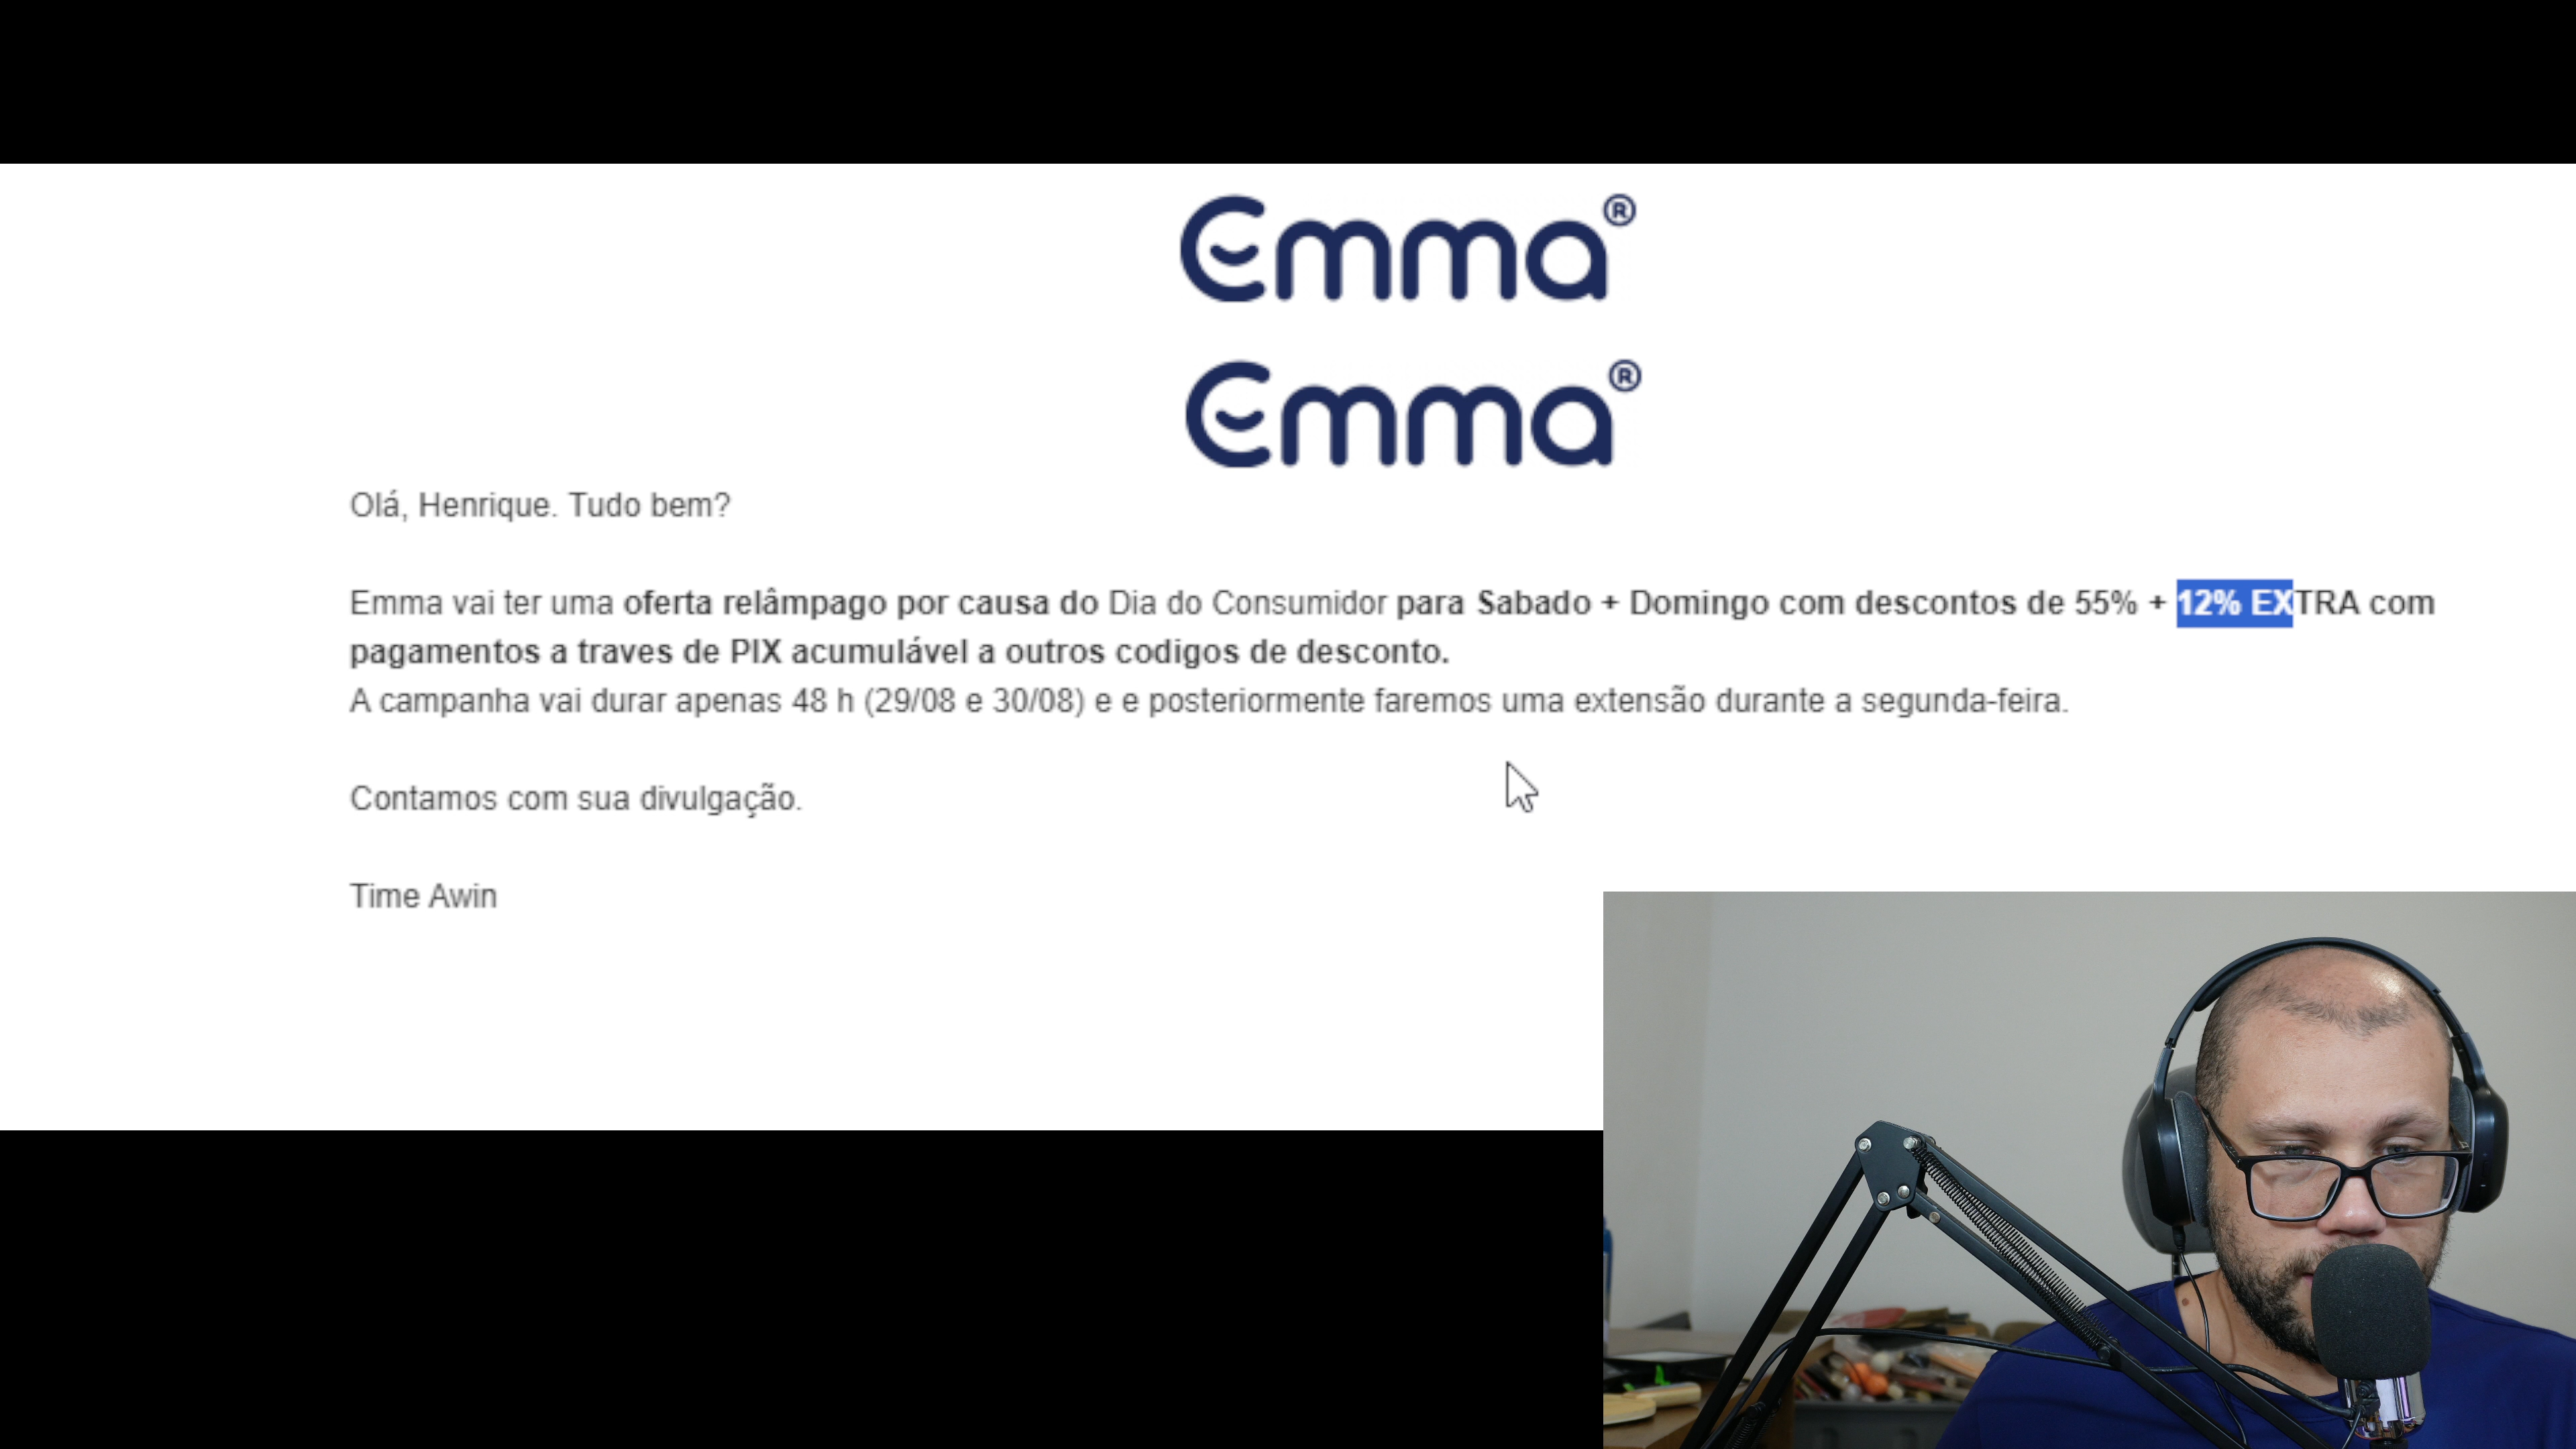 Emma®
Emma®
Olá, Henrique. Tudo bem?
Emma vai ter uma oferta relâmpago por causa do Dia do Consumidor para Sabado + Domingo com descontos de 55% + 12% EXTRA com
pagamentos a traves de PIX acumulável a outros codigos de desconto.
A campanha vai durar apenas 48 h (29/08 e 30/08) e e posteriormente faremos uma extensão durante a segunda-feira.
Contamos com sua divulgação.
Time Awin